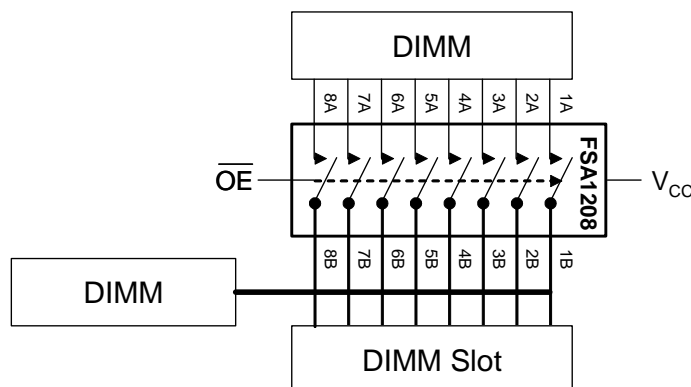 DIMM
8A 7A 6A 5A 4A 3A 2A 1A
FSA1208
OE
VCC
8B 7B 6B 5B 4B 3B 2B 1B
DIMM
DIMM Slot